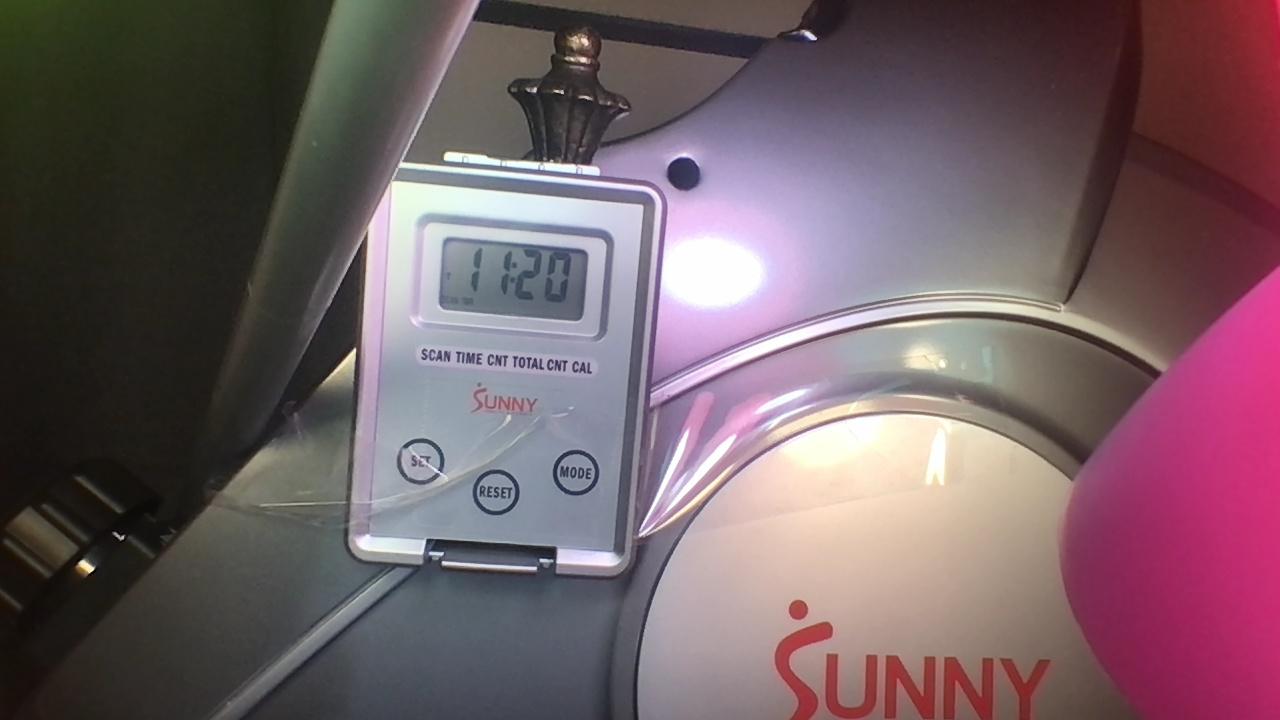 11:20
SCAN TIME CNT TOTAL CNT CAL
SUNNY
SET
RESET
MODE
SUNNY